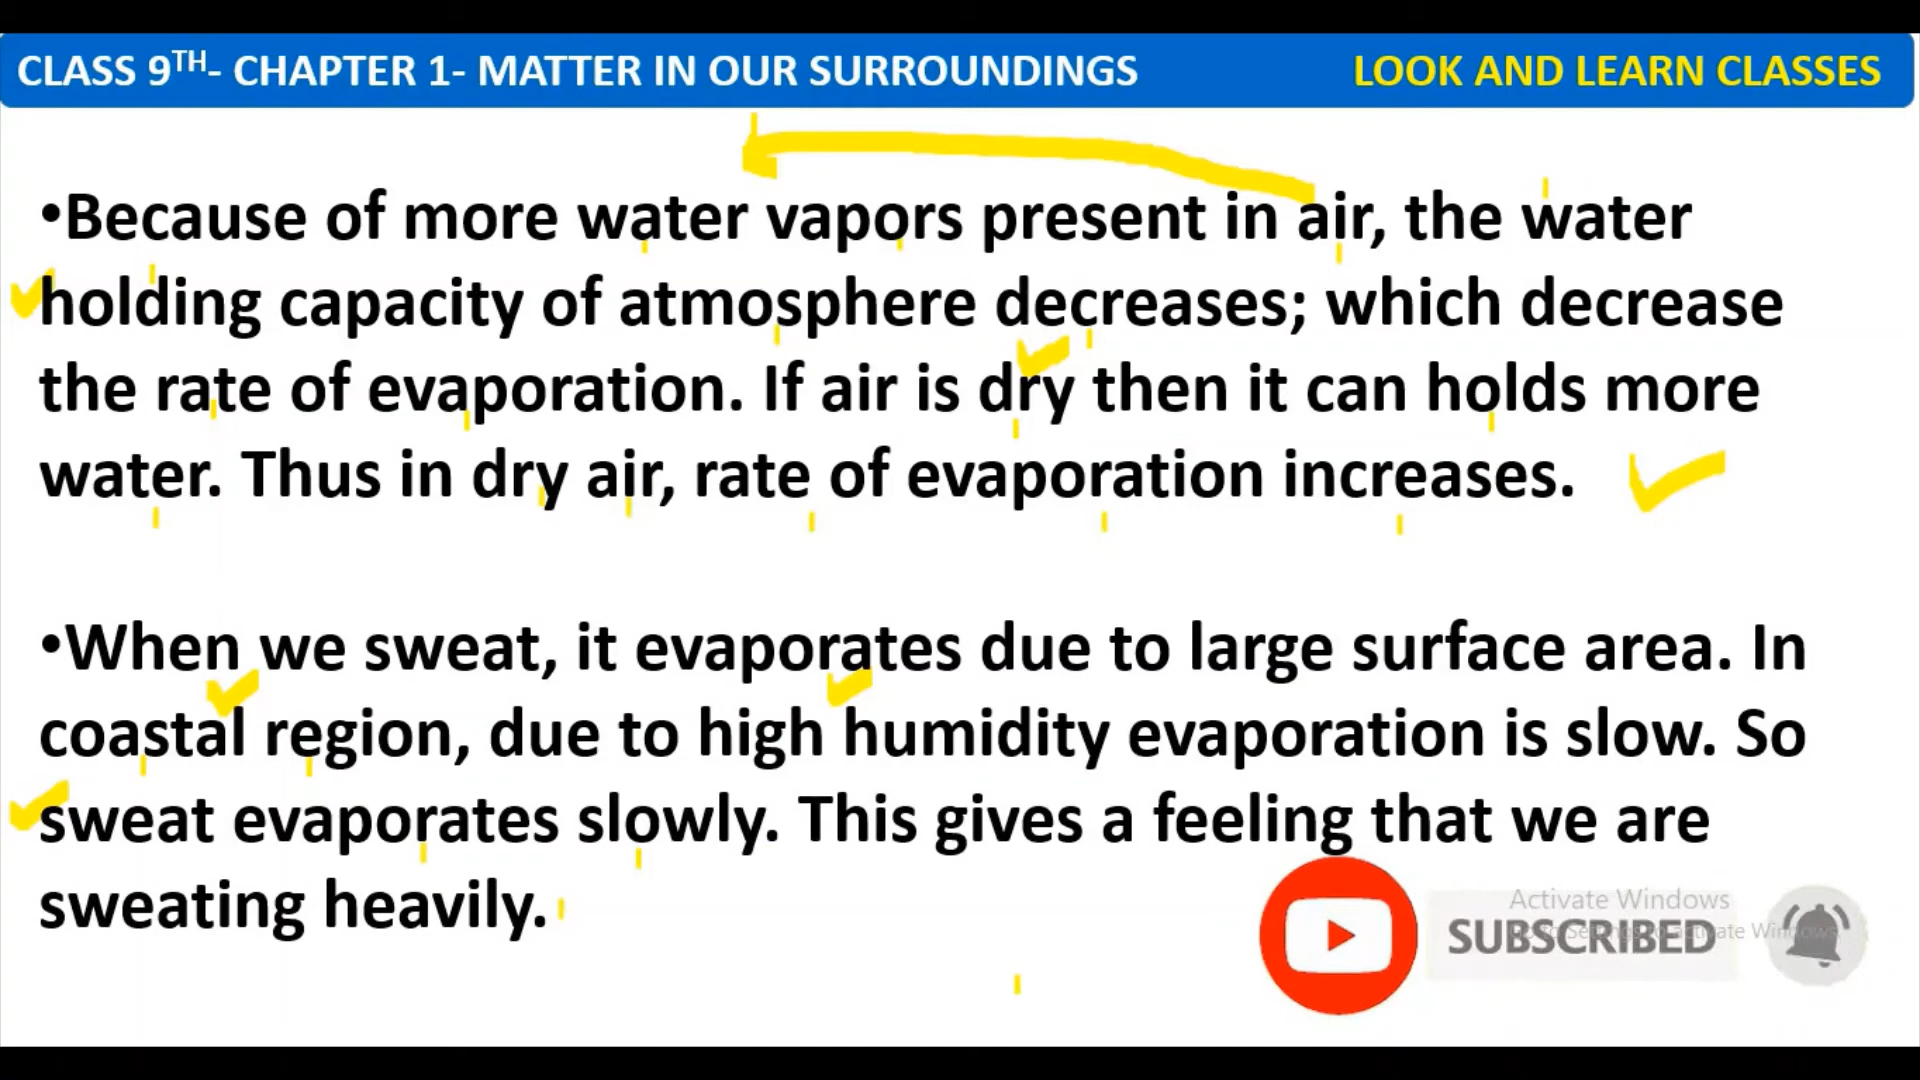 CLASS 9TH- CHAPTER 1- MATTER IN OUR SURROUNDINGS LOOK AND LEARN CLASSES
•Because of more water vapors present in air, the water
holding capacity of atmosphere decreases; which decrease
the rate of evaporation. If air is dry then it can holds more
water. Thus in dry air, rate of evaporation increases.
•When we sweat, it evaporates due to large surface area. In
coastal region, due to high humidity evaporation is slow. So
sweat evaporates slowly. This gives a feeling that we are
sweating heavily.
Activate Windows
SUBSCRIBED